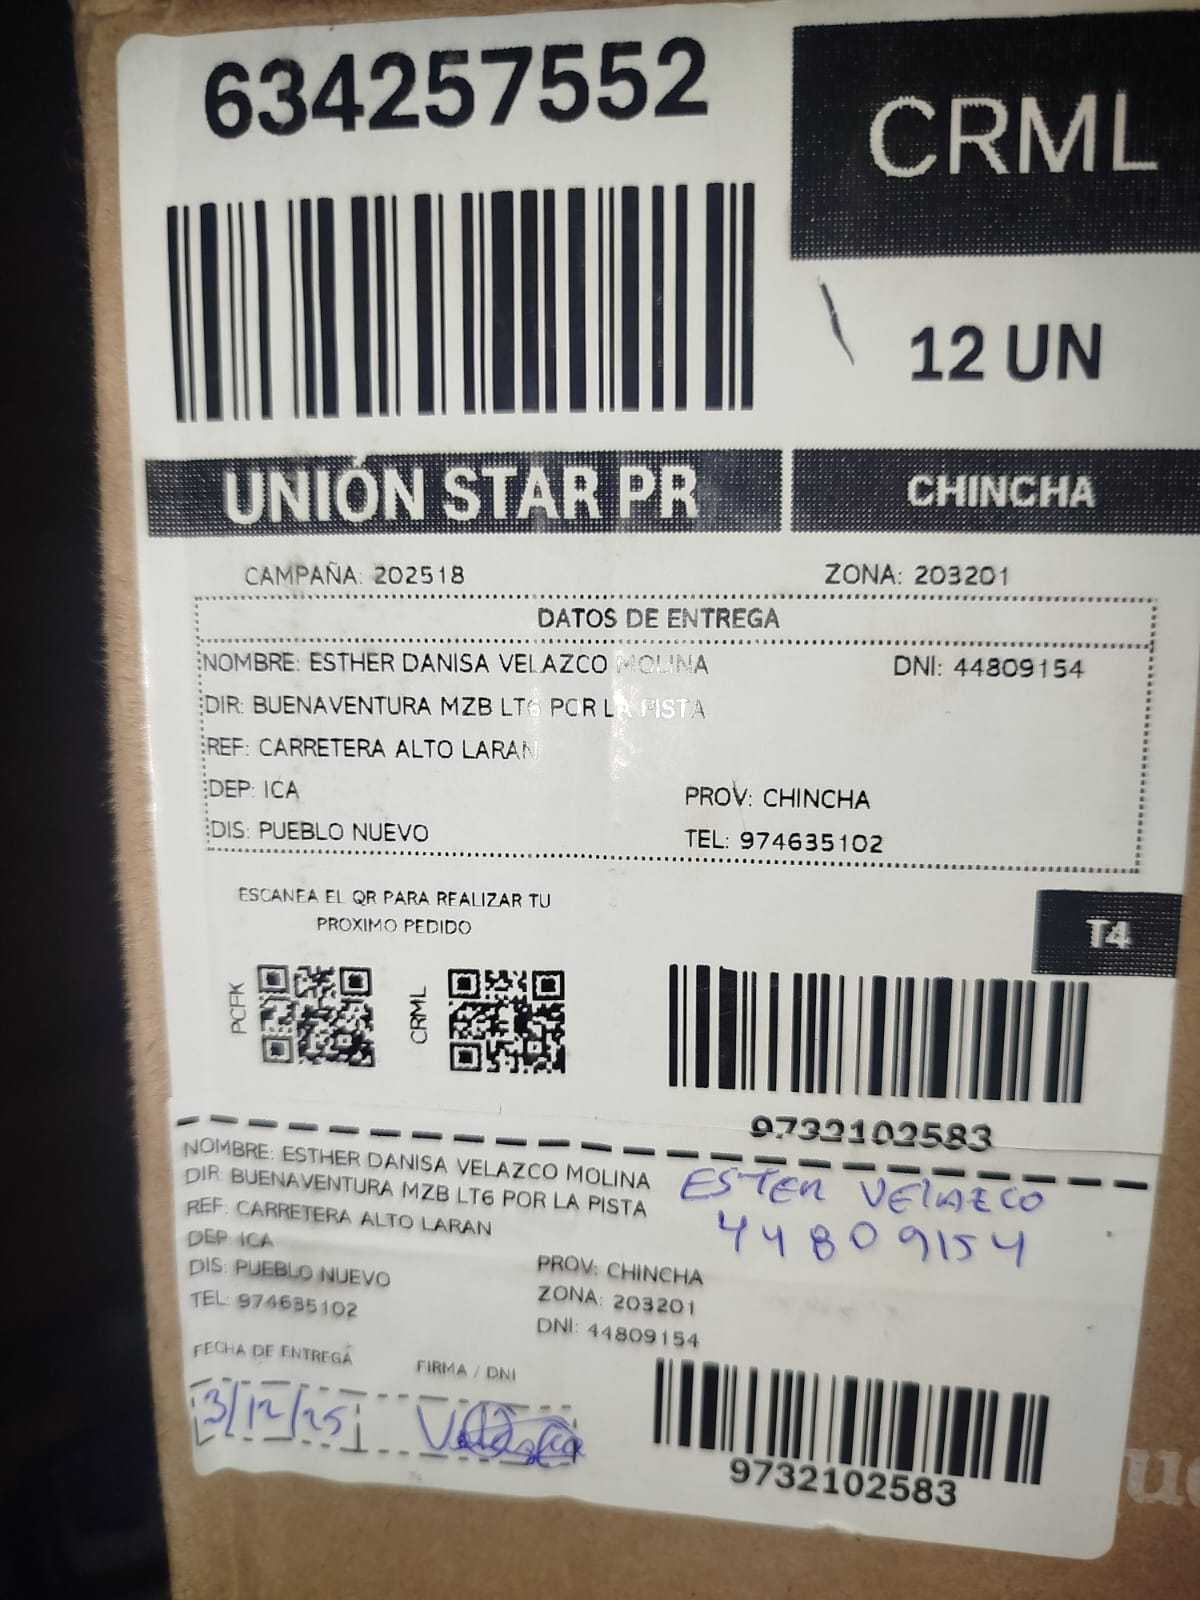 634257552
CRML
12 UN
UNIÓN STAR PR
CHINCHA
CAMPAÑA: 202518
ZONA: 203201
DATOS DE ENTREGA
NOMBRE: ESTHER DANISA VELAZCO MOLINA DNI: 44809154
DIR: BUENAVENTURA MZB LT6 POR LA PISTA
REF: CARRETERA ALTO LARAN
DEP: ICA PROV: CHINCHA
DIS: PUEBLO NUEVO TEL: 974635102
ESCANEA EL QR PARA REALIZAR TU
PROXIMO PEDIDO
T4
PCFK
CRML
9732102583
NOMBRE: ESTHER DANISA VELAZCO MOLINA
DIR: BUENAVENTURA MZB LT6 POR LA PISTA
REF: CARRETERA ALTO LARAN
DEP: ICA
DIS: PUEBLO NUEVO
TEL: 974635102
PROV: CHINCHA
ZONA: 203201
DNI: 44809154
ESTER VELAZCO
44809154
FECHA DE ENTREGA
FIRMA / DNI
3/12/25
9732102583